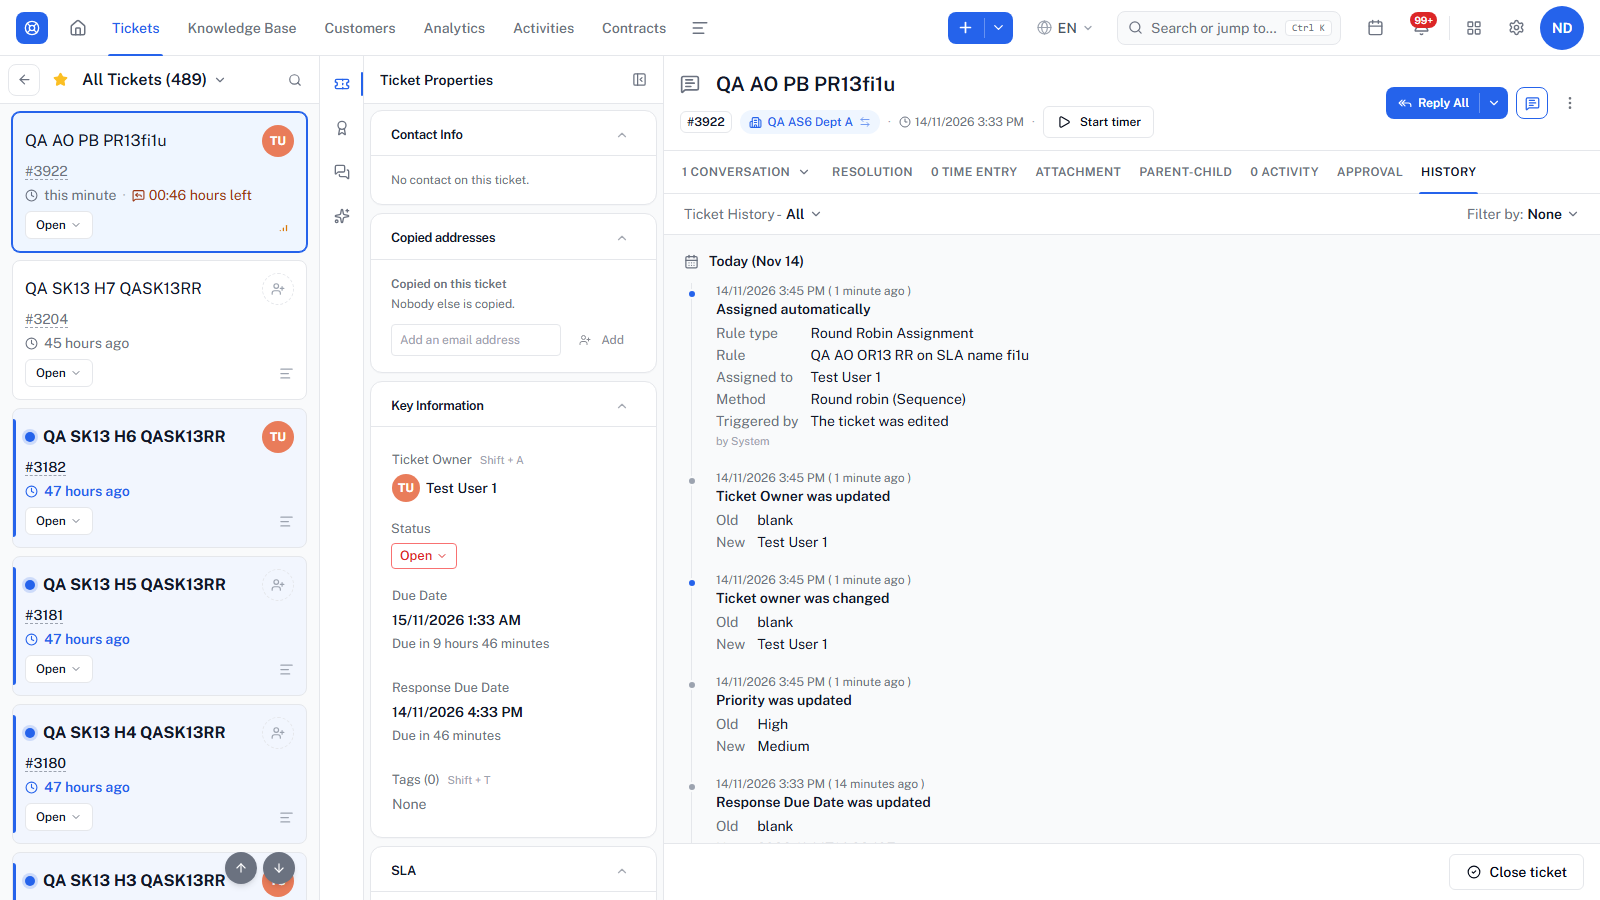 Tickets
Knowledge Base
Customers
Analytics
Activities
Contracts
EN
Search or jump to...
Ctrl K
99+
ND
All Tickets (489)
QA AO PB PR13fi1u
TU
#3922
this minute · 00:46 hours left
Open
QA SK13 H7 QASK13RR
#3204
45 hours ago
Open
QA SK13 H6 QASK13RR
TU
#3182
47 hours ago
Open
QA SK13 H5 QASK13RR
#3181
47 hours ago
Open
QA SK13 H4 QASK13RR
#3180
47 hours ago
Open
QA SK13 H3 QASK13RR
Ticket Properties
Contact Info
No contact on this ticket.
Copied addresses
Copied on this ticket
Nobody else is copied.
Add an email address
Add
Key Information
Ticket Owner Shift + A
TU Test User 1
Status
Open
Due Date
15/11/2026 1:33 AM
Due in 9 hours 46 minutes
Response Due Date
14/11/2026 4:33 PM
Due in 46 minutes
Tags (0) Shift + T
None
SLA
QA AO PB PR13fi1u
#3922
QA AS6 Dept A
· 14/11/2026 3:33 PM ·
Start timer
Reply All
1 CONVERSATION
RESOLUTION
0 TIME ENTRY
ATTACHMENT
PARENT-CHILD
0 ACTIVITY
APPROVAL
HISTORY
Ticket History - All
Filter by: None
Today (Nov 14)
14/11/2026 3:45 PM ( 1 minute ago )
Assigned automatically
Rule type Round Robin Assignment
Rule QA AO OR13 RR on SLA name fi1u
Assigned to Test User 1
Method Round robin (Sequence)
Triggered by The ticket was edited
by System
14/11/2026 3:45 PM ( 1 minute ago )
Ticket Owner was updated
Old blank
New Test User 1
14/11/2026 3:45 PM ( 1 minute ago )
Ticket owner was changed
Old blank
New Test User 1
14/11/2026 3:45 PM ( 1 minute ago )
Priority was updated
Old High
New Medium
14/11/2026 3:33 PM ( 14 minutes ago )
Response Due Date was updated
Old blank
Close ticket